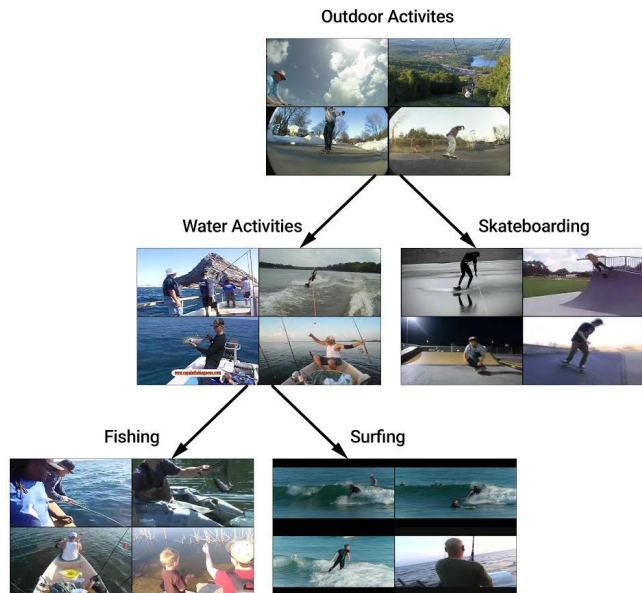 Outdoor Activites
Water Activities
Skateboarding
Fishing
Surfing